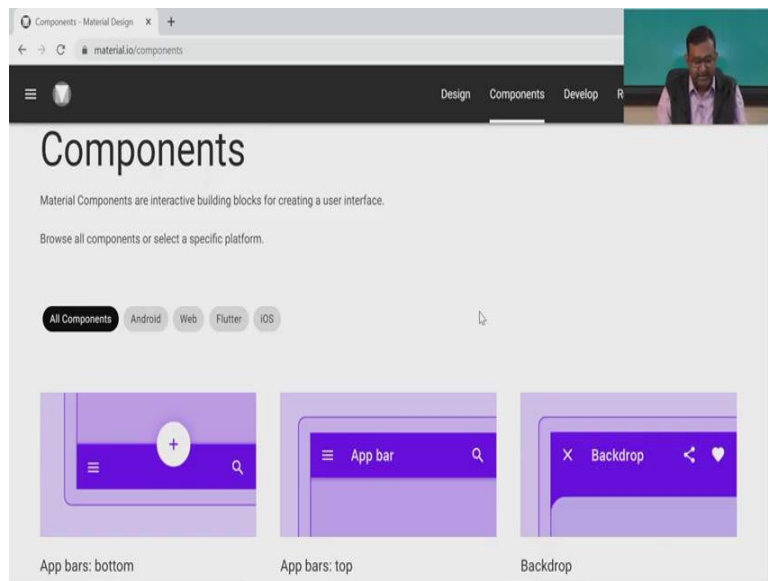 Components - Material Design
material.io/components
Design Components Develop
Components
Material Components are interactive building blocks for creating a user interface.
Browse all components or select a specific platform.
All Components Android Web Flutter iOS
App bar
Backdrop
App bars: bottom
App bars: top
Backdrop